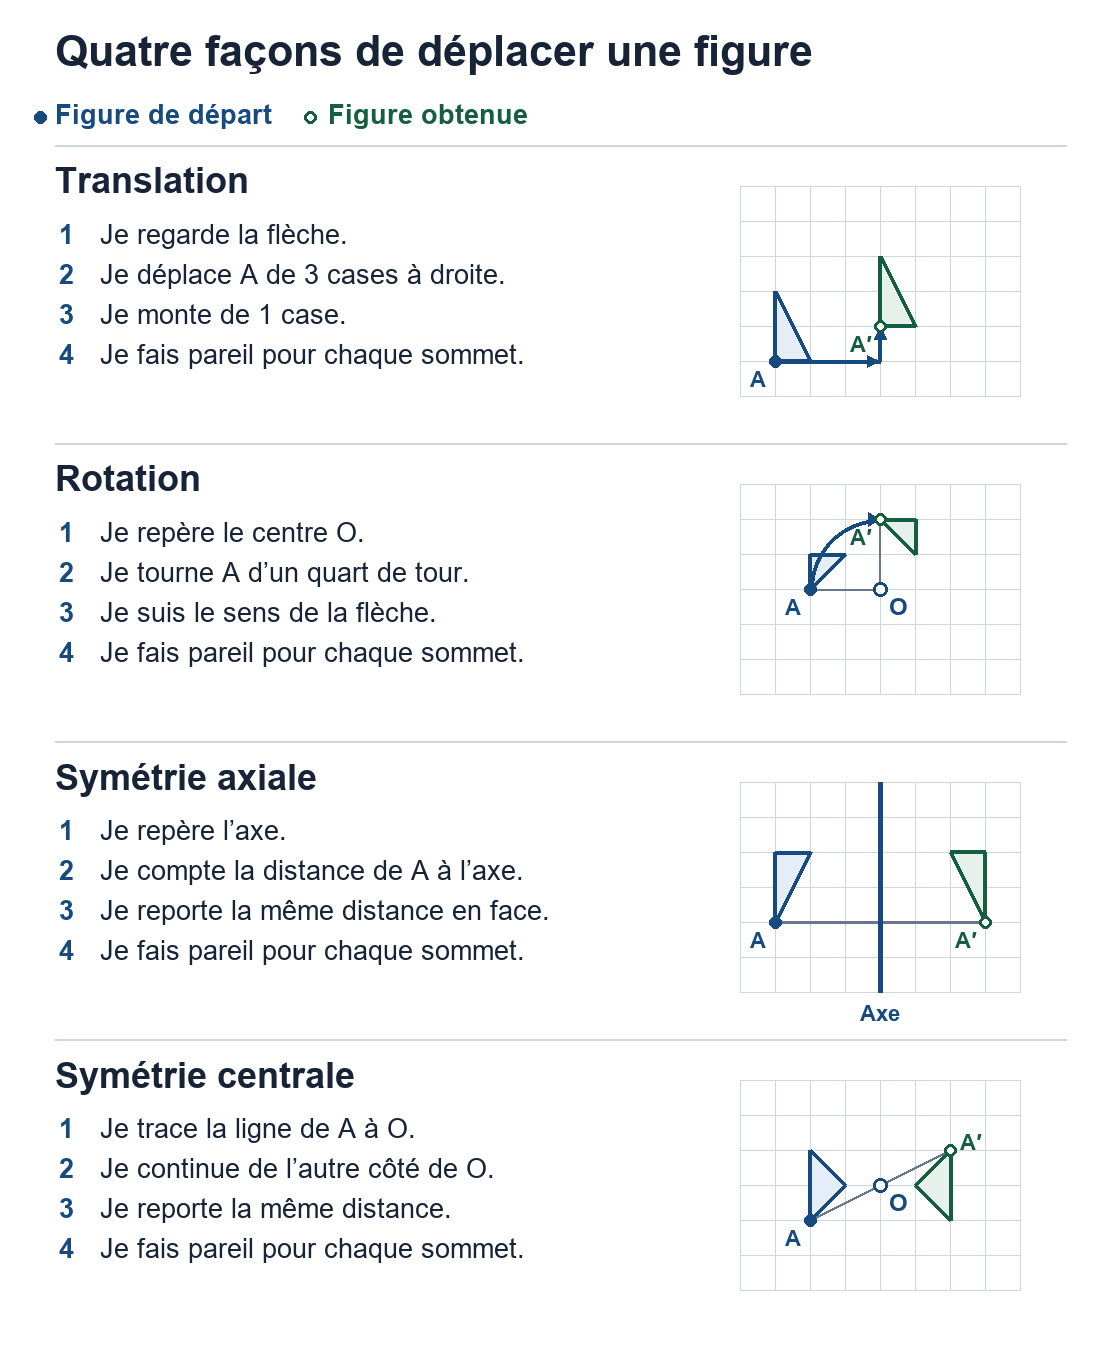 Quatre façons de déplacer une figure
Figure de départ Figure obtenue
Translation
1 Je regarde la flèche.
2 Je déplace A de 3 cases à droite.
3 Je monte de 1 case.
4 Je fais pareil pour chaque sommet.
A′
A
Rotation
1 Je repère le centre O.
2 Je tourne A d’un quart de tour.
3 Je suis le sens de la flèche.
4 Je fais pareil pour chaque sommet.
A′
A O
Symétrie axiale
1 Je repère l’axe.
2 Je compte la distance de A à l’axe.
3 Je reporte la même distance en face.
4 Je fais pareil pour chaque sommet.
A A′
Axe
Symétrie centrale
1 Je trace la ligne de A à O.
2 Je continue de l’autre côté de O.
3 Je reporte la même distance.
4 Je fais pareil pour chaque sommet.
A′
O
A